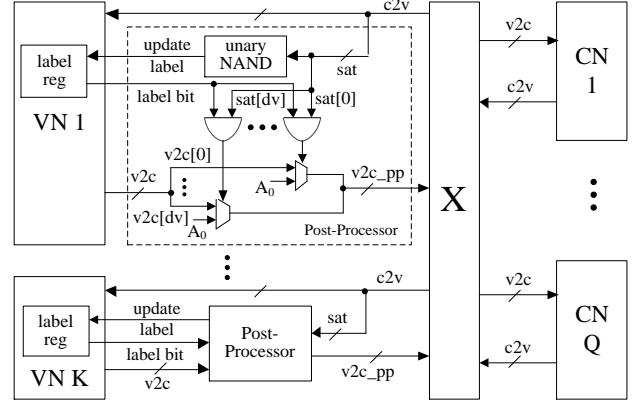 c2v
v2c
update
label
unary
NAND
label
reg
sat
CN
1
label bit
sat[dv]
sat[0]
c2v
VN 1
v2c
v2c[0]
A0
v2c_pp
X
v2c[dv]
A0
Post-Processor
c2v
v2c
VN K
label
reg
update
label
label bit
v2c
Post-
Processor
sat
v2c_pp
CN
Q
c2v